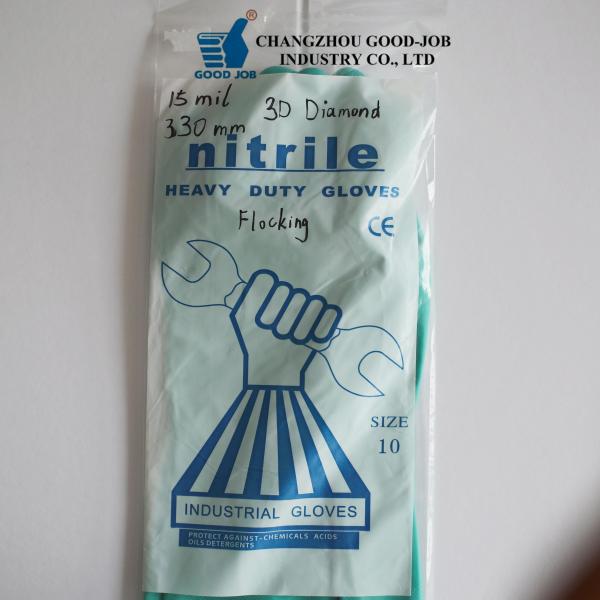 ®
GOOD JOB
CHANGZHOU GOOD-JOB
INDUSTRY CO., LTD
15 mil 3D Diamond
330 mm
nitrile
HEAVY DUTY GLOVES
Flocking CE
SIZE
10
INDUSTRIAL GLOVES
PROTECT AGAINST-CHEMICALS ACIDS
OILS DETERGENTS